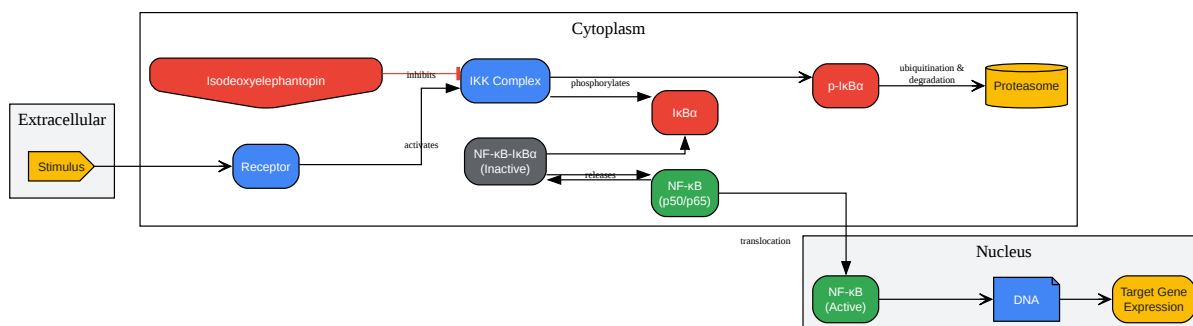 Cytoplasm
Isodeoxyelephantopin
inhibits
IKK Complex
phosphorylates
p-IκBα
ubiquitination &
degradation
Proteasome
IκBα
Extracellular
Stimulus
Receptor
activates
NF-κB-IκBα
(Inactive)
releases
NF-κB
(p50/p65)
translocation
Nucleus
NF-κB
(Active)
DNA
Target Gene
Expression